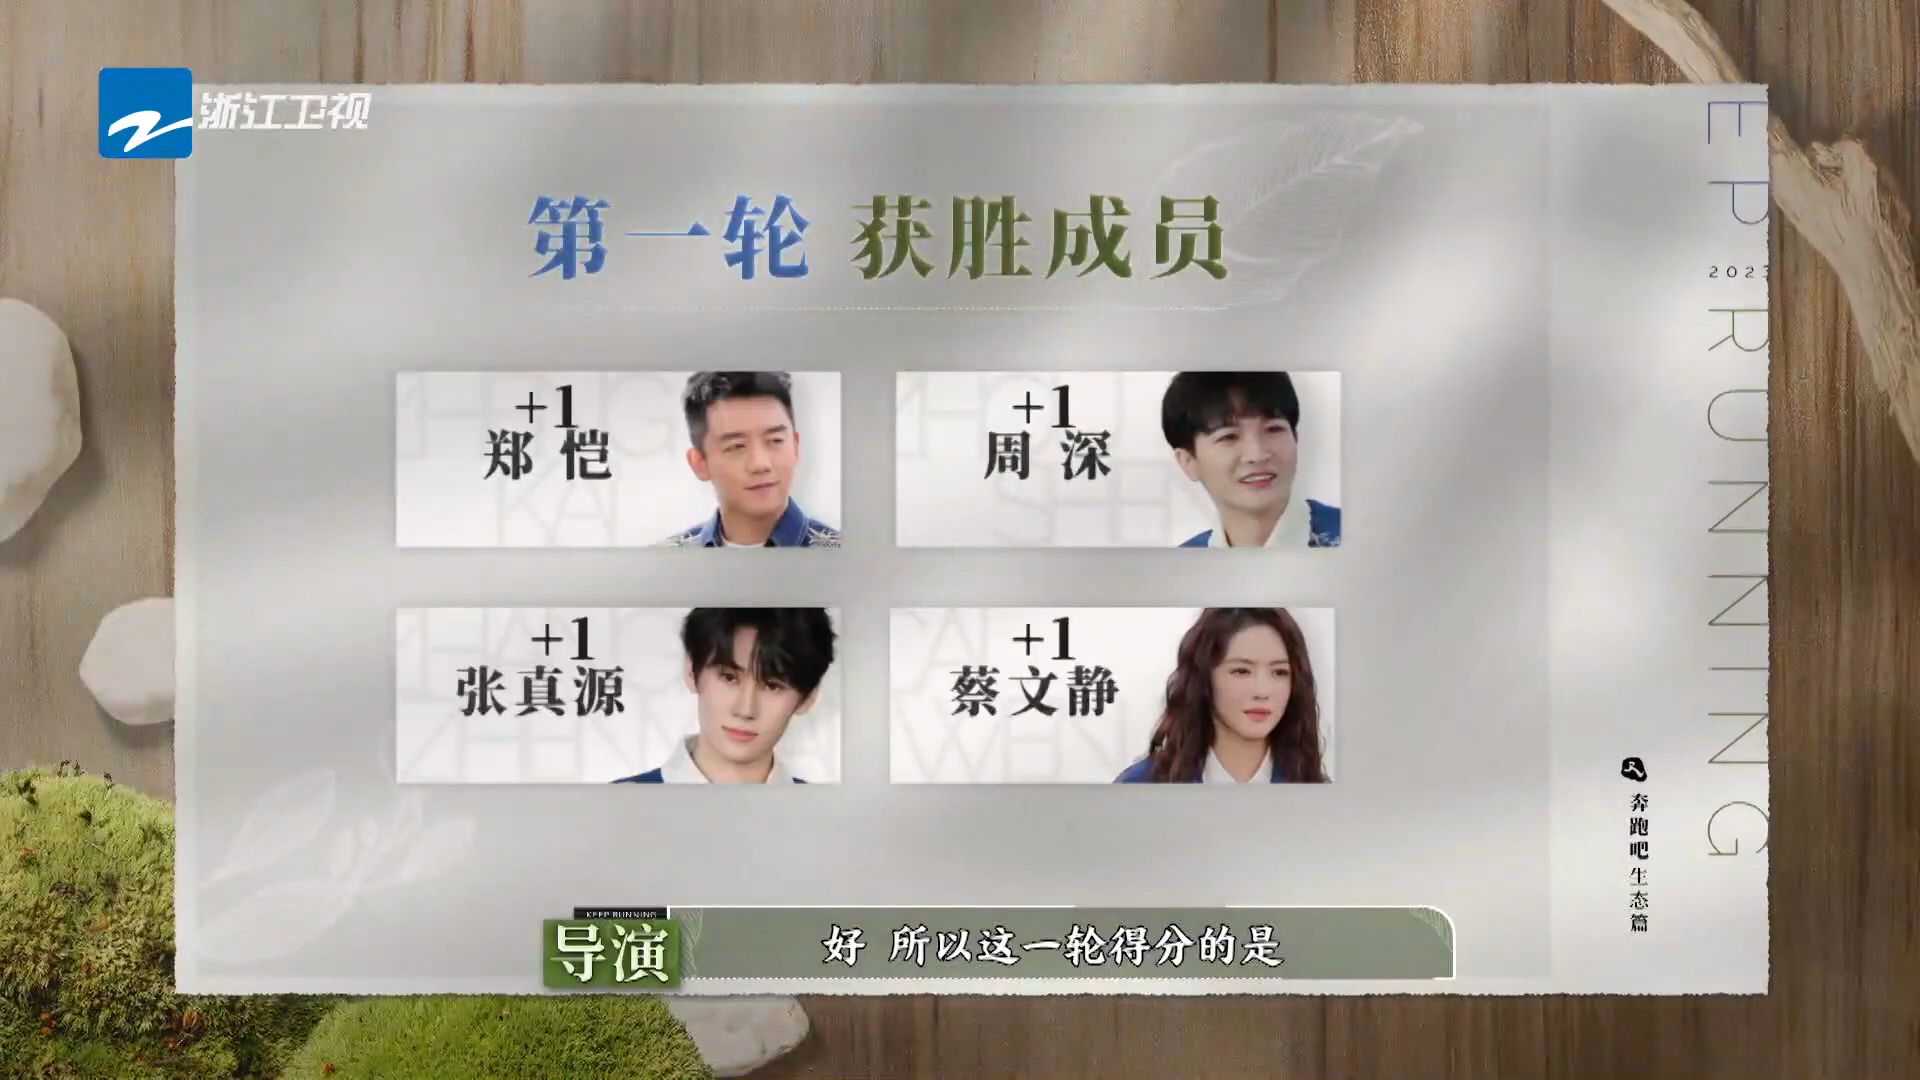 浙江卫视
第一轮 获胜成员
+1
郑恺
+1
周深
+1
张真源
+1
蔡文静
EP RUNNING
2023
奔跑吧生态篇
KEEP RUNNING
导演
好 所以这一轮得分的是